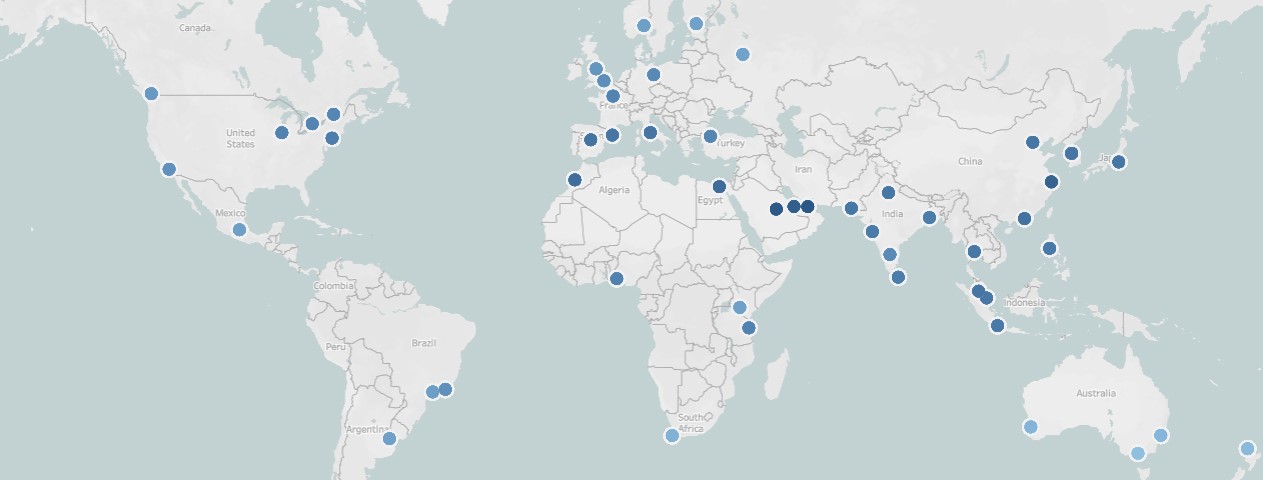 Canada
France
United
States
Turkey
China
Iran
Algeria
Egypt
Mexico
India
Colombia
Indonesia
Peru
Brazil
Australia
South
Africa
Argentina